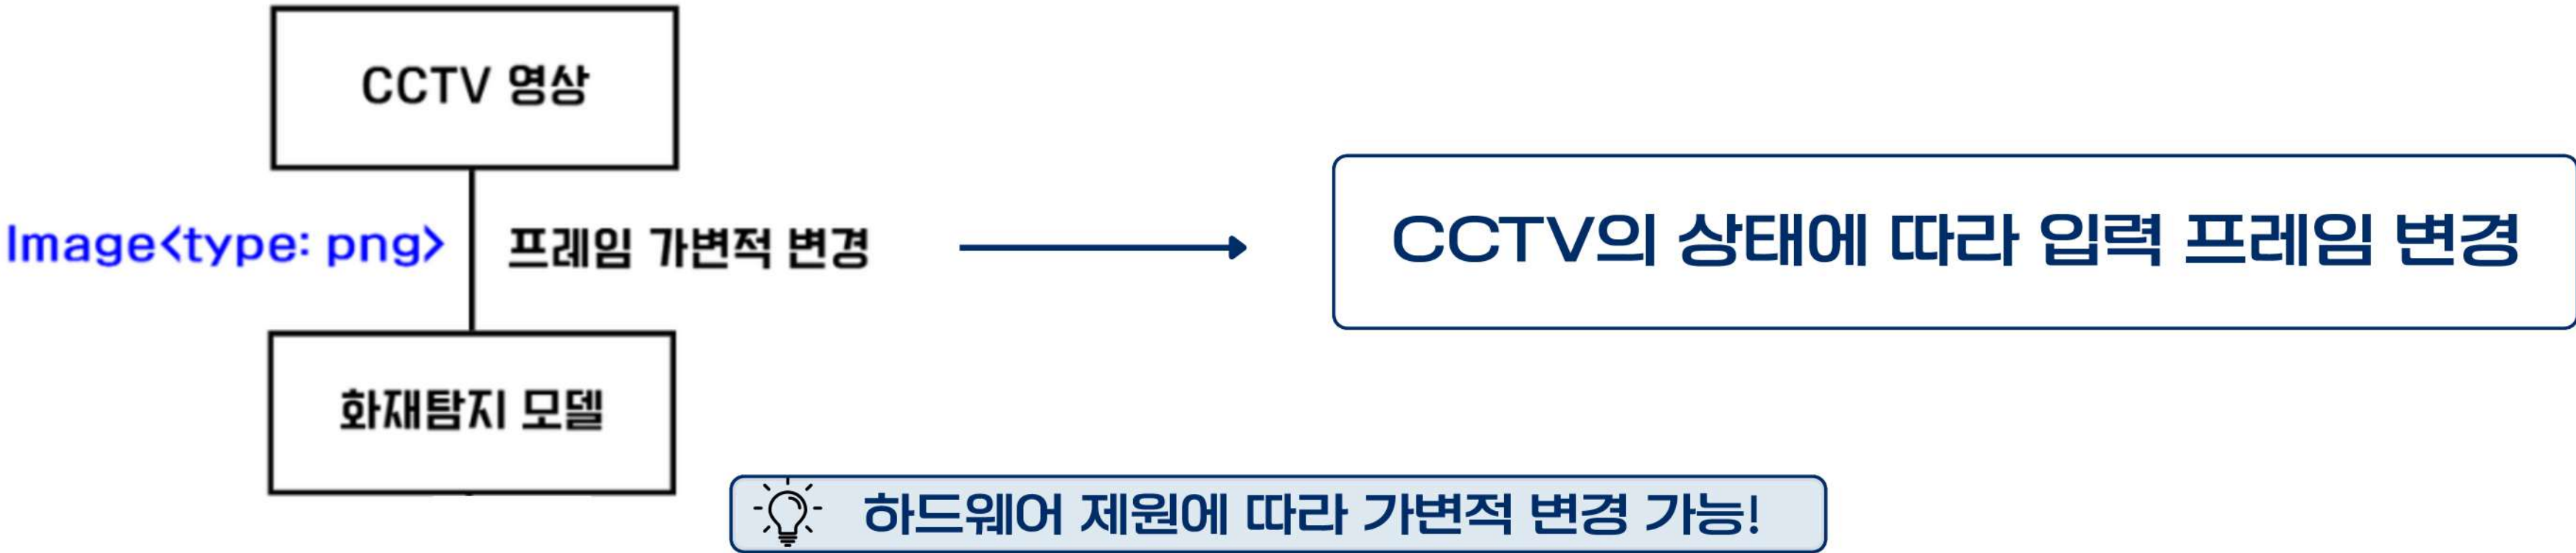 CCTV 영상
Image<type: png>
프레임 가변적 변경
CCTV의 상태에 따라 입력 프레임 변경
화재탐지 모델
하드웨어 제원에 따라 가변적 변경 가능!